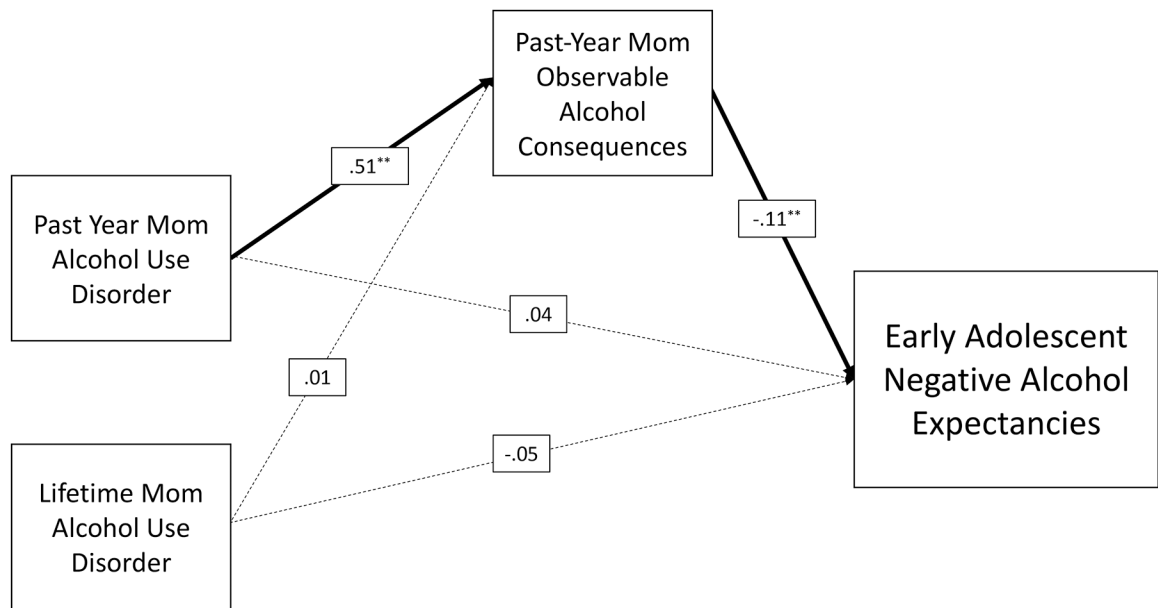 Past-Year Mom
Observable
Alcohol
Consequences
.51**
Past Year Mom
Alcohol Use
Disorder
-.11**
.04
Early Adolescent
Negative Alcohol
Expectancies
.01
-.05
Lifetime Mom
Alcohol Use
Disorder